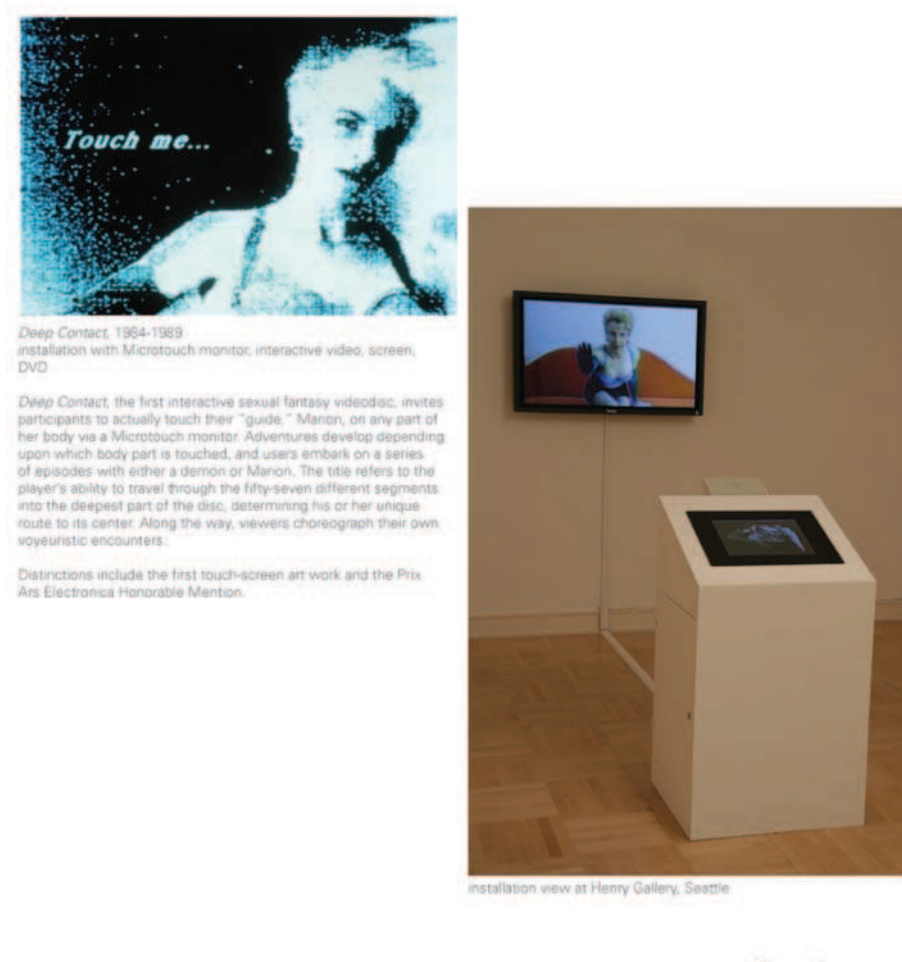 Touch me...
Deep Contact, 1984-1989
installation with Microtouch monitor, interactive video, screen,
DVD
Deep Contact, the first interactive sexual fantasy videodisc, invites
participants to actually touch their "guide," Marion, on any part of
her body via a Microtouch monitor. Adventures develop depending
upon which body part is touched, and users embark on a series
of episodes with either a demon or Marion. The title refers to the
player's ability to travel through the fifty-seven different segments
into the deepest part of the disc, determining his or her unique
route to its center. Along the way, viewers choreograph their own
voyeuristic encounters.
Distinctions include the first touch-screen art work and the Prix
Ars Electronica Honorable Mention.
installation view at Henry Gallery, Seattle